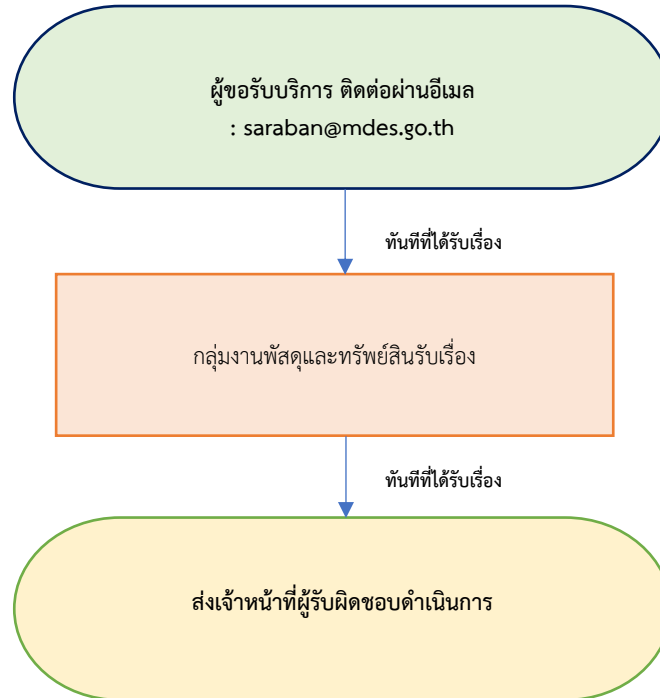 ผู้ขอรับบริการ ติดต่อผ่านอีเมล
: saraban@mdes.go.th
ทันทีที่ได้รับเรื่อง
กลุ่มงานพัสดุและทรัพย์สินรับเรื่อง
ทันทีที่ได้รับเรื่อง
ส่งเจ้าหน้าที่ผู้รับผิดชอบดำเนินการ